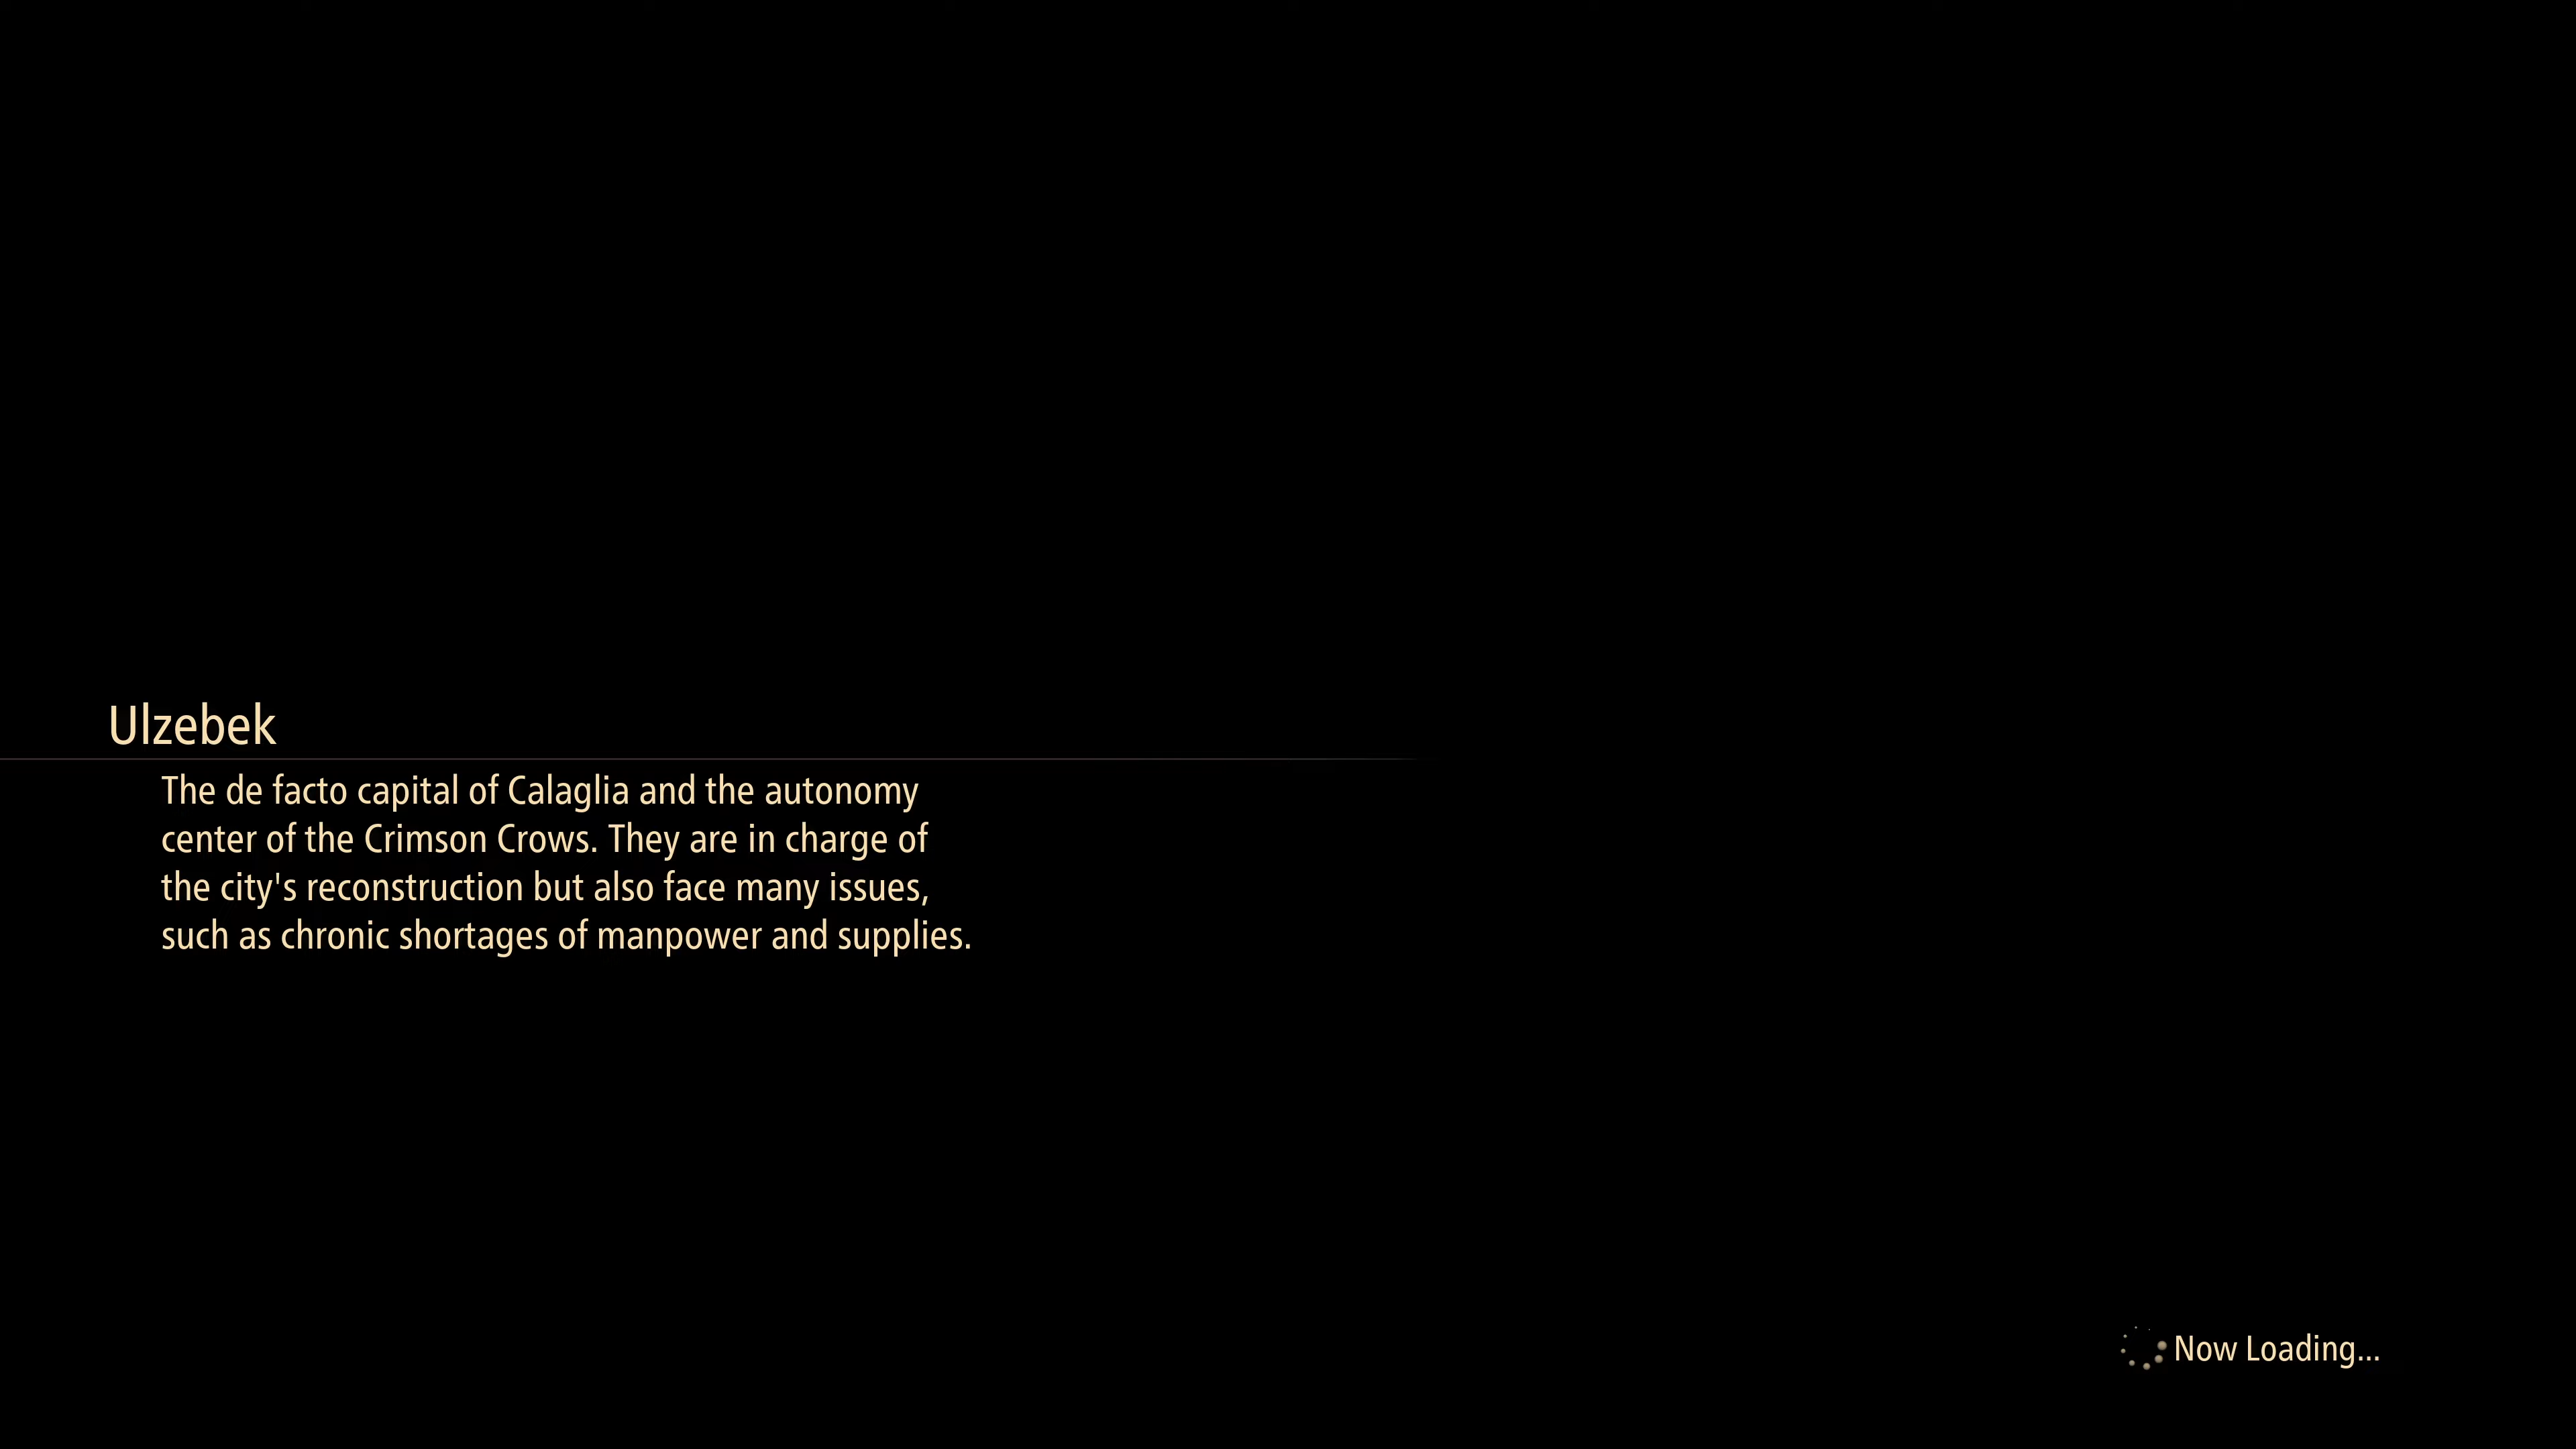 Ulzebek
The de facto capital of Calaglia and the autonomy
center of the Crimson Crows. They are in charge of
the city's reconstruction but also face many issues,
such as chronic shortages of manpower and supplies.
Now Loading...